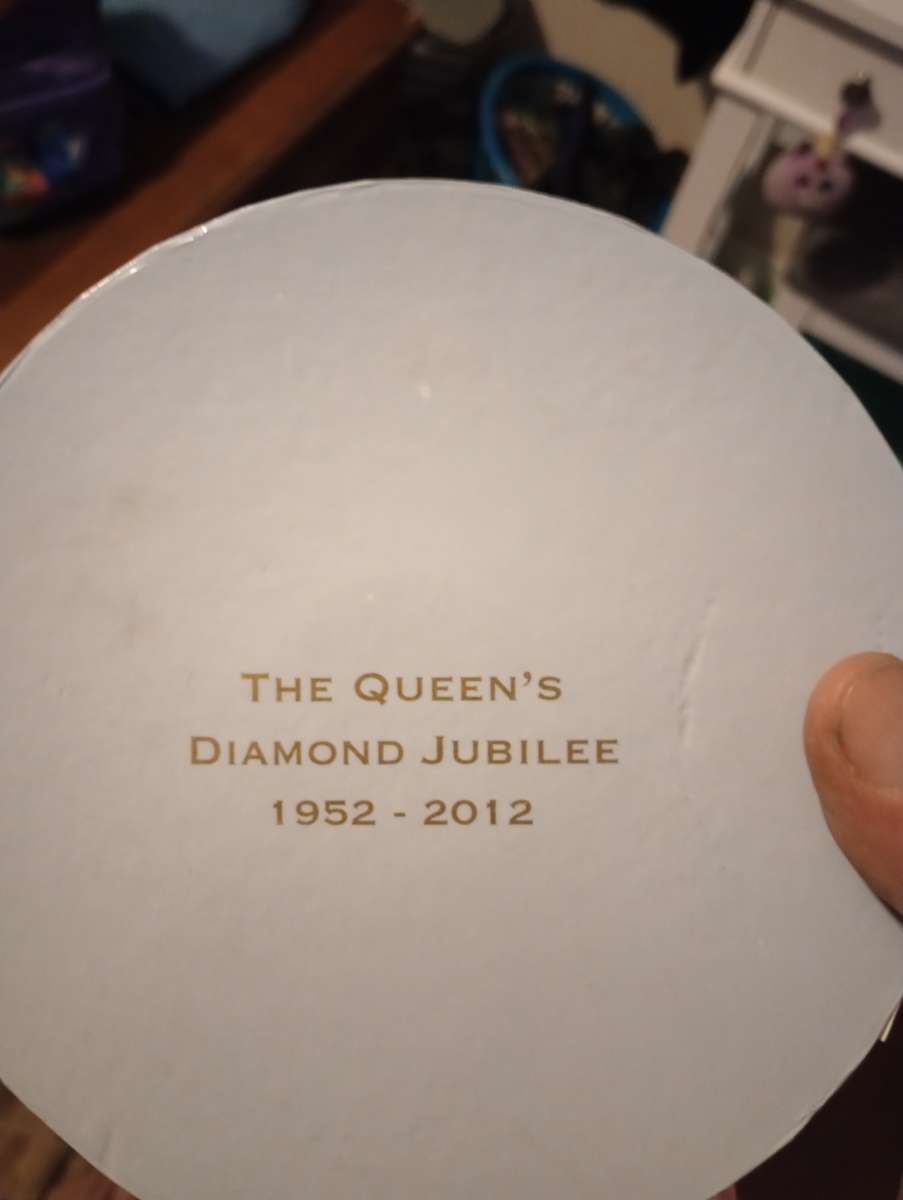 The Queen's
Diamond Jubilee
1952 - 2012